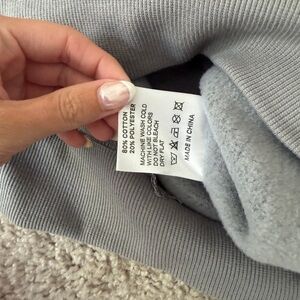 80% COTTON
20% POLYESTER
MACHINE WASH COLD
WITH LIKE COLORS
DO NOT BLEACH
DRY FLAT
MADE IN CHINA